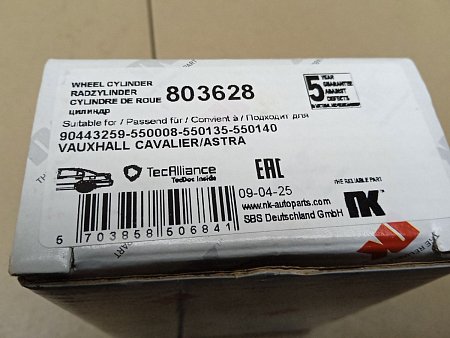 WHEEL CYLINDER
RADZYLINDER
CYLINDRE DE ROUE
цилиндр
803628
5 YEAR
GUARANTEE
AGAINST
DEFECTS
Suitable for / Passend für / Convient à / Подходит для
90443259-550008-550135-550140
VAUXHALL CAVALIER/ASTRA
TecAlliance
TecDoc Inside
EAC
09-04-25
www.nk-autoparts.com
SBS Deutschland GmbH
THE RELIABLE PART
NK
5 703858 506841